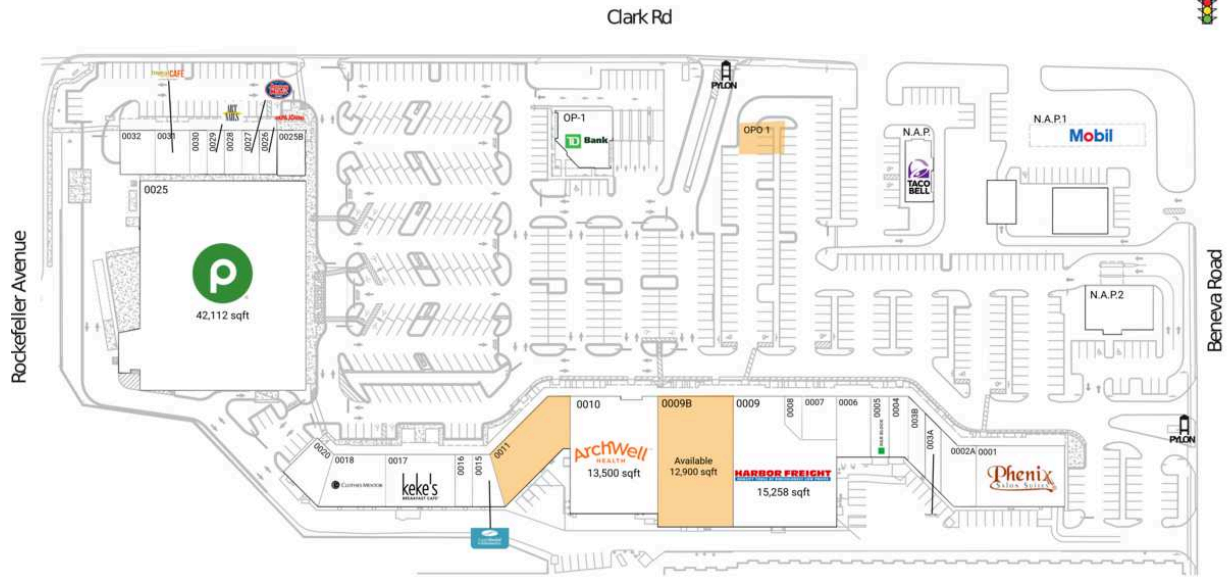 Clark Rd
PYLON
CAFÉ
OP-1
TD Bank
OPO 1
N.A.P.
TACO
BELL
N.A.P.1
Mobil
0032
0031
0030
0029
0028
0027
0026
0025B
0025
42,112 sqft
Rockefeller Avenue
Beneva Road
N.A.P.2
PYLON
0020
0018
0017
keke's
BREAKFAST CAFE
0016
0015
0011
0010
ArchWell
HEALTH
13,500 sqft
0009B
Available
12,900 sqft
0009
HARBOR FREIGHT
15,258 sqft
0008
0007
0006
0005
H&R BLOCK
0004
003B
003A
0002A
0001
Phenix
Salon Suites